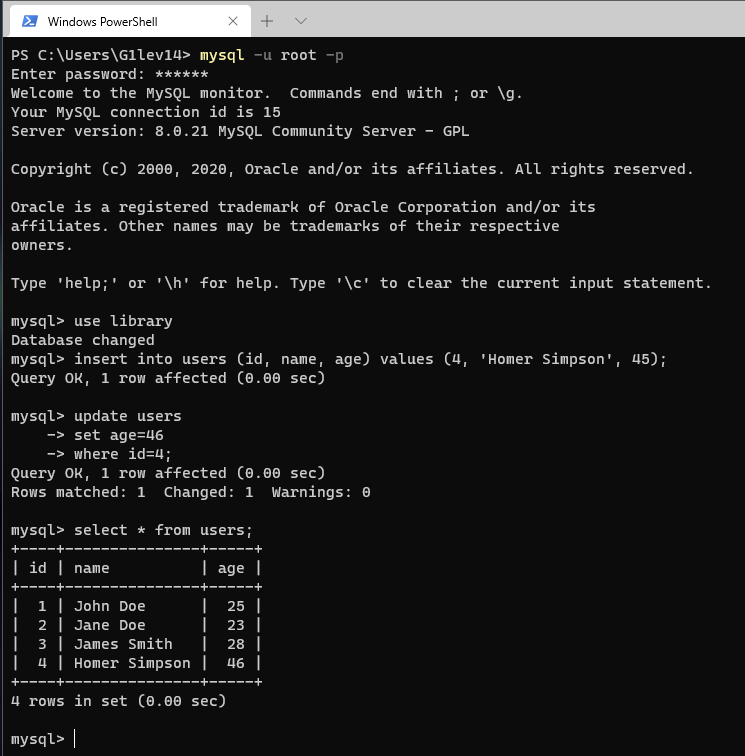 Windows PowerShell
PS C:\Users\G1lev14> mysql -u root -p
Enter password: ******
Welcome to the MySQL monitor.  Commands end with ; or \g.
Your MySQL connection id is 15
Server version: 8.0.21 MySQL Community Server - GPL
Copyright (c) 2000, 2020, Oracle and/or its affiliates. All rights reserved.
Oracle is a registered trademark of Oracle Corporation and/or its
affiliates. Other names may be trademarks of their respective
owners.
Type 'help;' or '\h' for help. Type '\c' to clear the current input statement.
mysql> use library
Database changed
mysql> insert into users (id, name, age) values (4, 'Homer Simpson', 45);
Query OK, 1 row affected (0.00 sec)
mysql> update users
    -> set age=46
    -> where id=4;
Query OK, 1 row affected (0.00 sec)
Rows matched: 1  Changed: 1  Warnings: 0
mysql> select * from users;
+----+---------------+-----+
| id | name          | age |
+----+---------------+-----+
|  1 | John Doe      |  25 |
|  2 | Jane Doe      |  23 |
|  3 | James Smith   |  28 |
|  4 | Homer Simpson |  46 |
+----+---------------+-----+
4 rows in set (0.00 sec)
mysql>